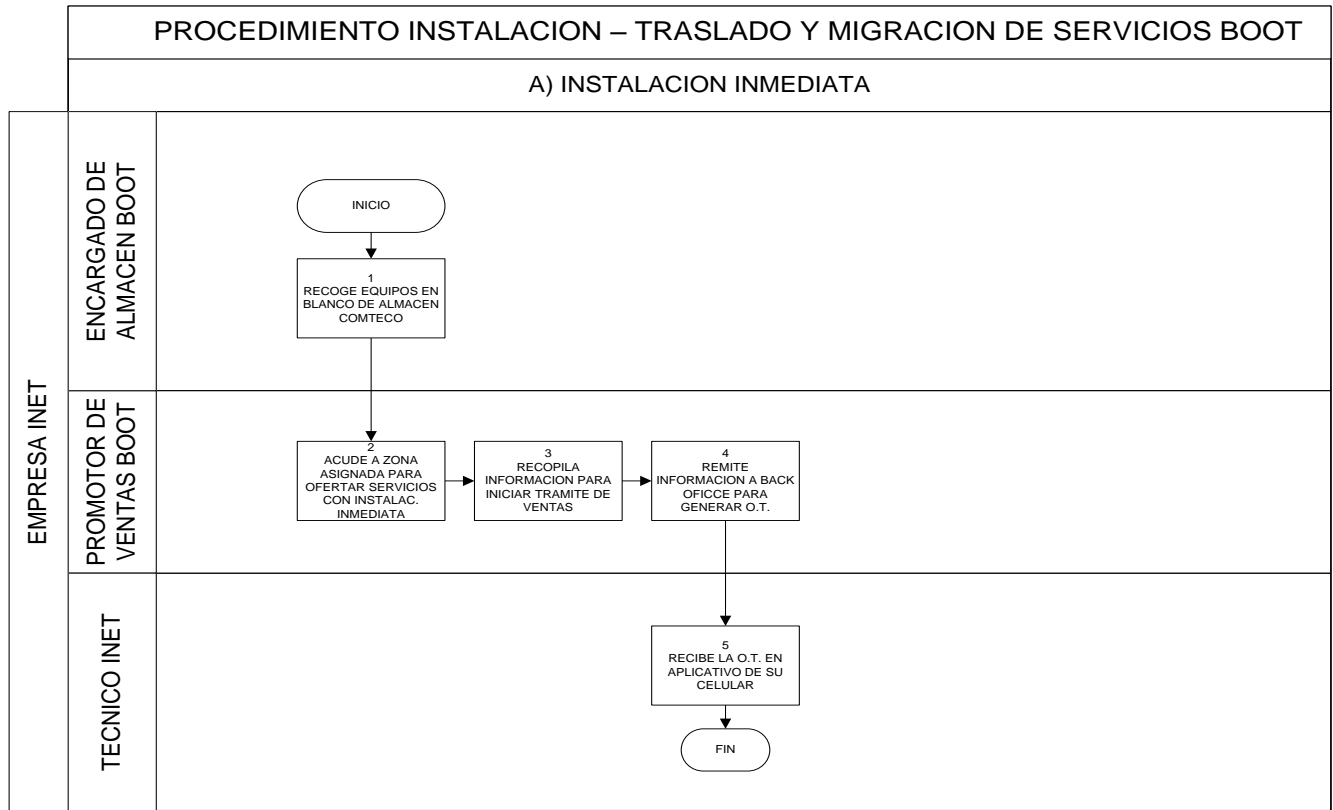 PROCEDIMIENTO INSTALACION – TRASLADO Y MIGRACION DE SERVICIOS BOOT
A) INSTALACION INMEDIATA
EMPRESA INET
ENCARGADO DE
ALMACEN BOOT
INICIO
1
RECOGE EQUIPOS EN
BLANCO DE ALMACEN
COMTECO
PROMOTOR DE
VENTAS BOOT
2
ACUDE A ZONA
ASIGNADA PARA
OFERTAR SERVICIOS
CON INSTALAC.
INMEDIATA
3
RECOPILA
INFORMACION PARA
INICIAR TRAMITE DE
VENTAS
4
REMITE
INFORMACION A BACK
OFICCE PARA
GENERAR O.T.
TECNICO INET
5
RECIBE LA O.T. EN
APLICATIVO DE SU
CELULAR
FIN